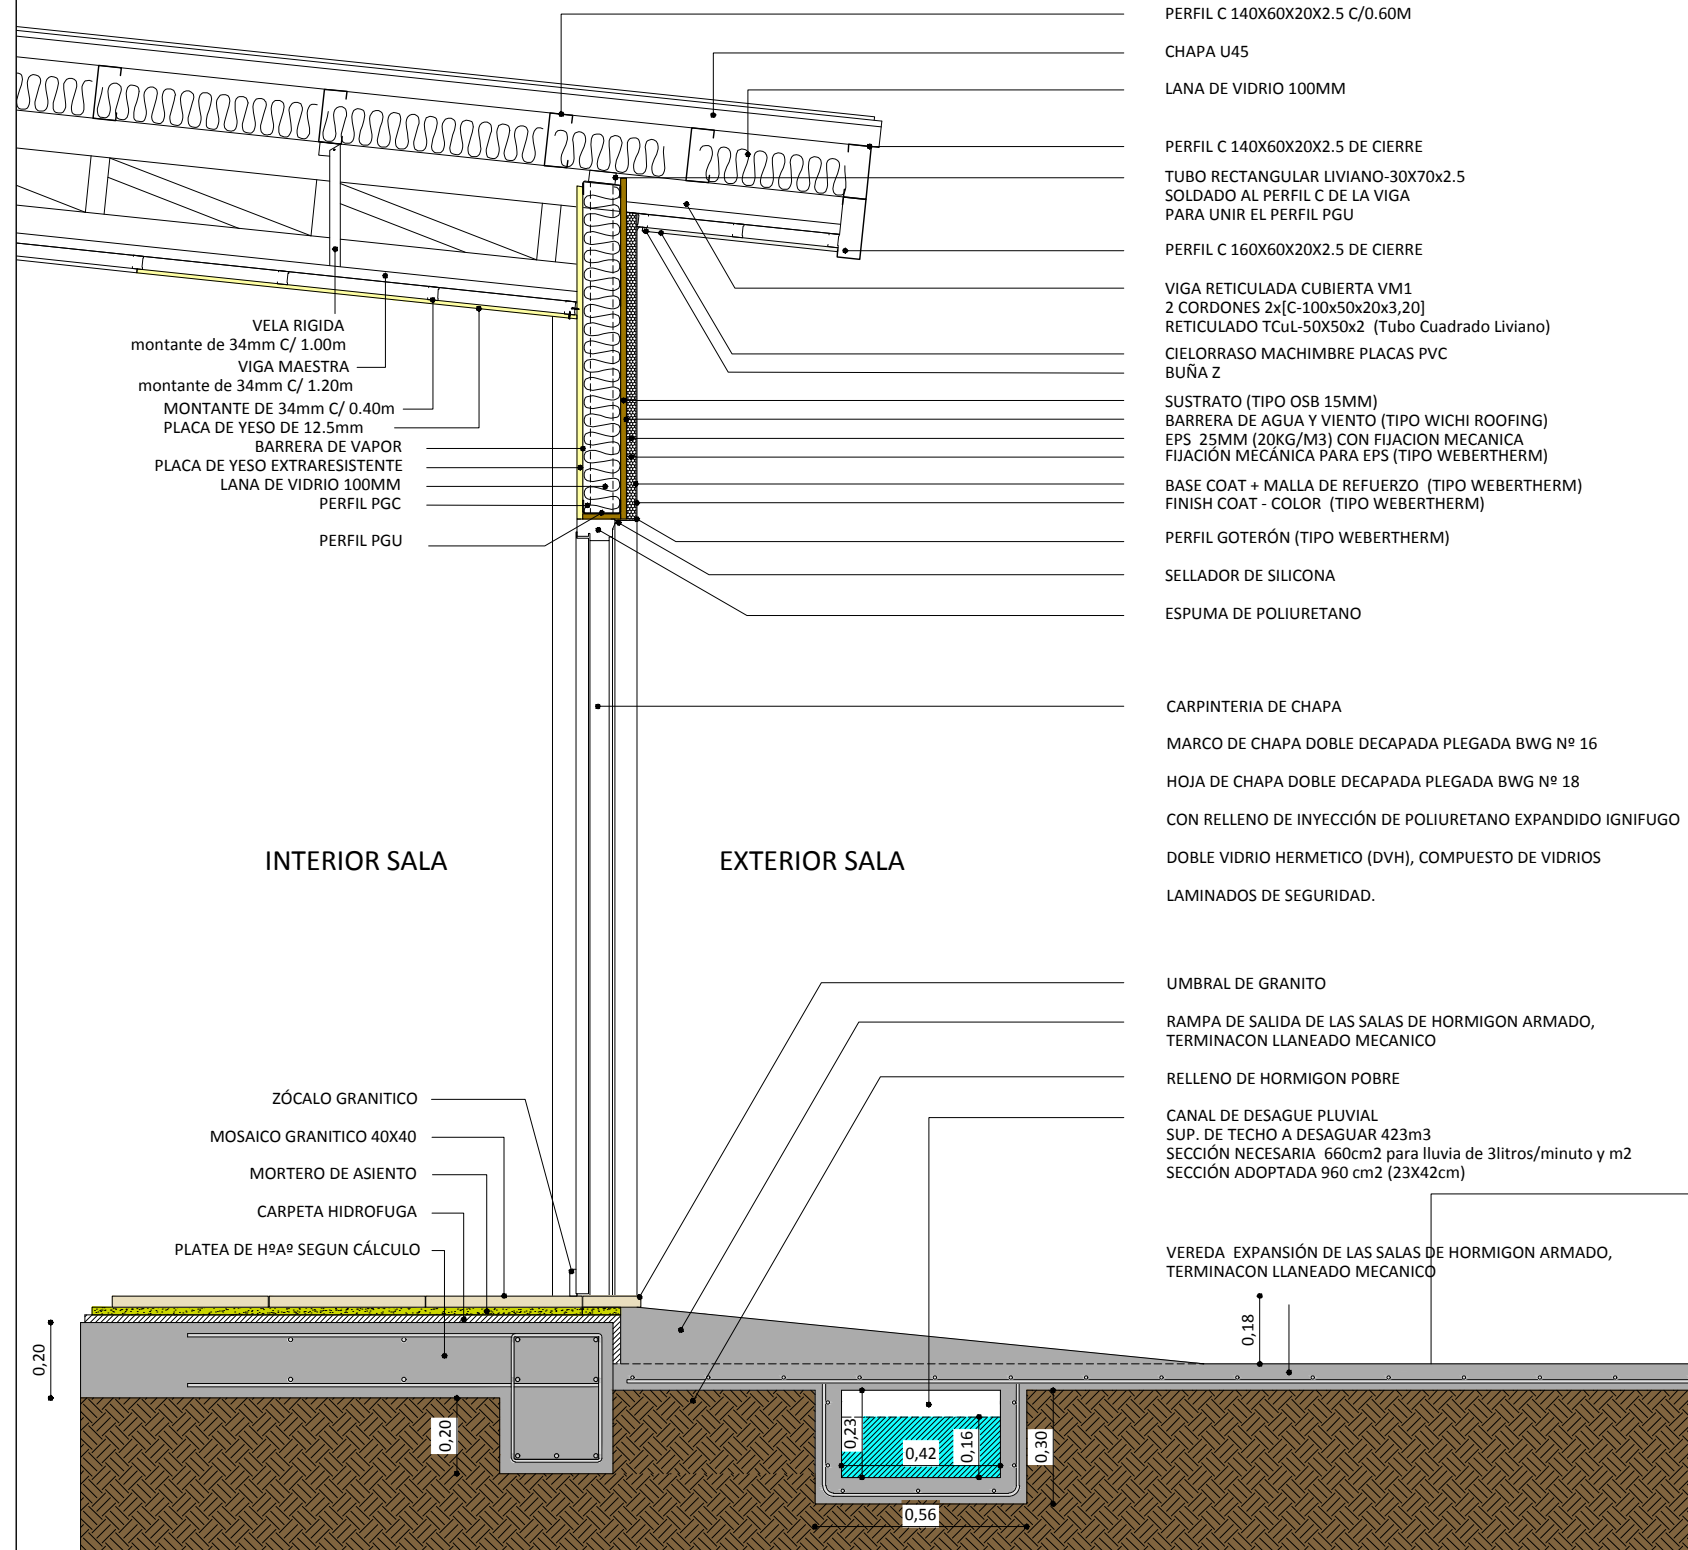 PERFIL C 140X60X20X2.5 C/0.60M
CHAPA U45
LANA DE VIDRIO 100MM
PERFIL C 140X60X20X2.5 DE CIERRE
TUBO RECTANGULAR LIVIANO-30X70x2.5
SOLDADO AL PERFIL C DE LA VIGA
PARA UNIR EL PERFIL PGU
PERFIL C 160X60X20X2.5 DE CIERRE
VIGA RETICULADA CUBIERTA VM1
2 CORDONES 2x[C-100x50x20x3,20]
RETICULADO TCuL-50X50x2 (Tubo Cuadrado Liviano)
CIELORRASO MACHIMBRE PLACAS PVC
BUÑA Z
SUSTRATO (TIPO OSB 15MM)
BARRERA DE AGUA Y VIENTO (TIPO WICHI ROOFING)
EPS 25MM (20KG/M3) CON FIJACION MECANICA
FIJACIÓN MECÁNICA PARA EPS (TIPO WEBERTHERM)
BASE COAT + MALLA DE REFUERZO (TIPO WEBERTHERM)
FINISH COAT - COLOR (TIPO WEBERTHERM)
PERFIL GOTERÓN (TIPO WEBERTHERM)
SELLADOR DE SILICONA
ESPUMA DE POLIURETANO
VELA RIGIDA
montante de 34mm C/ 1.00m
VIGA MAESTRA
montante de 34mm C/ 1.20m
MONTANTE DE 34mm C/ 0.40m
PLACA DE YESO DE 12.5mm
BARRERA DE VAPOR
PLACA DE YESO EXTRARESISTENTE
LANA DE VIDRIO 100MM
PERFIL PGC
PERFIL PGU
CARPINTERIA DE CHAPA
MARCO DE CHAPA DOBLE DECAPADA PLEGADA BWG Nº 16
HOJA DE CHAPA DOBLE DECAPADA PLEGADA BWG Nº 18
CON RELLENO DE INYECCIÓN DE POLIURETANO EXPANDIDO IGNIFUGO
DOBLE VIDRIO HERMETICO (DVH), COMPUESTO DE VIDRIOS
LAMINADOS DE SEGURIDAD.
INTERIOR SALA
EXTERIOR SALA
UMBRAL DE GRANITO
RAMPA DE SALIDA DE LAS SALAS DE HORMIGON ARMADO,
TERMINACON LLANEADO MECANICO
RELLENO DE HORMIGON POBRE
CANAL DE DESAGUE PLUVIAL
SUP. DE TECHO A DESAGUAR 423m3
SECCIÓN NECESARIA 660cm2 para lluvia de 3litros/minuto y m2
SECCIÓN ADOPTADA 960 cm2 (23X42cm)
VEREDA EXPANSIÓN DE LAS SALAS DE HORMIGON ARMADO,
TERMINACON LLANEADO MECANICO
ZÓCALO GRANITICO
MOSAICO GRANITICO 40X40
MORTERO DE ASIENTO
CARPETA HIDROFUGA
PLATEA DE HºAº SEGUN CÁLCULO
0,20
0,20
0,23
0,42
0,16
0,30
0,56
0,18